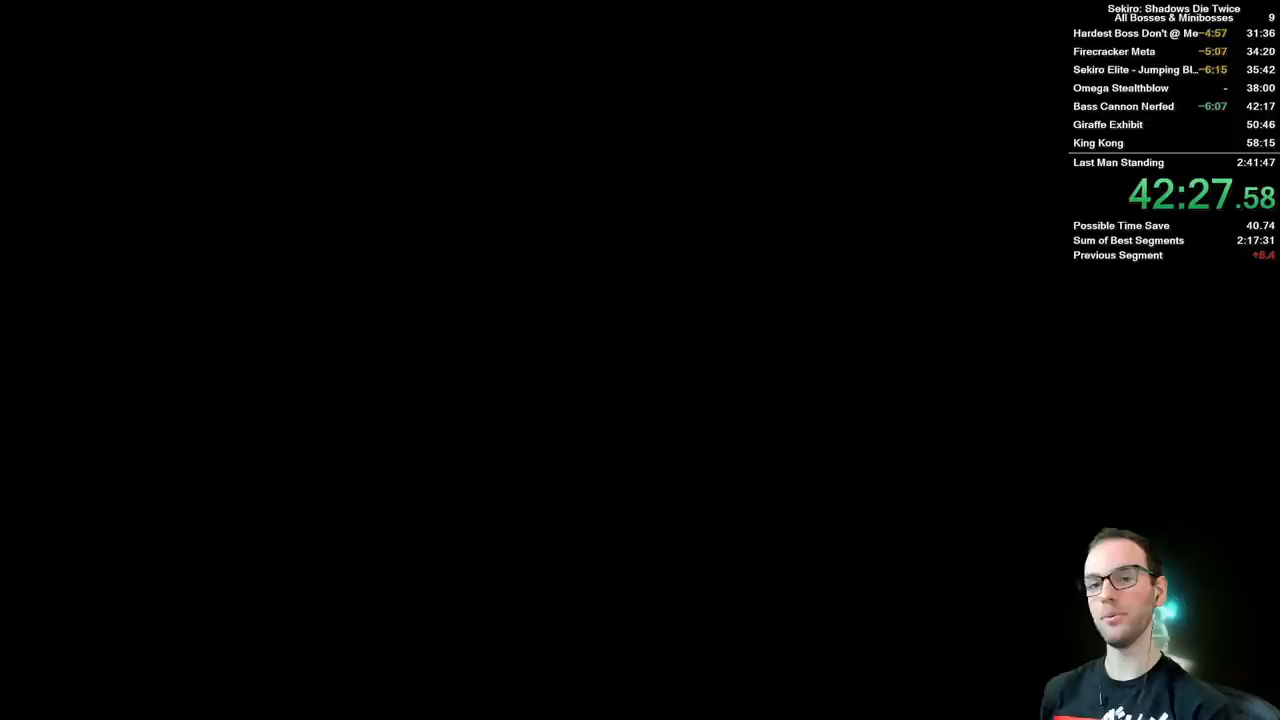 Sekiro: Shadows Die Twice
All Bosses & Minibosses 9
Hardest Boss Don't @ Me -4:57 31:36
Firecracker Meta -5:07 34:20
Sekiro Elite - Jumping Bl... -6:15 35:42
Omega Stealthblow - 38:00
Bass Cannon Nerfed -6:07 42:17
Giraffe Exhibit 50:46
King Kong 58:15
Last Man Standing 2:41:47
42:27.58
Possible Time Save 40.74
Sum of Best Segments 2:17:31
Previous Segment +8.4